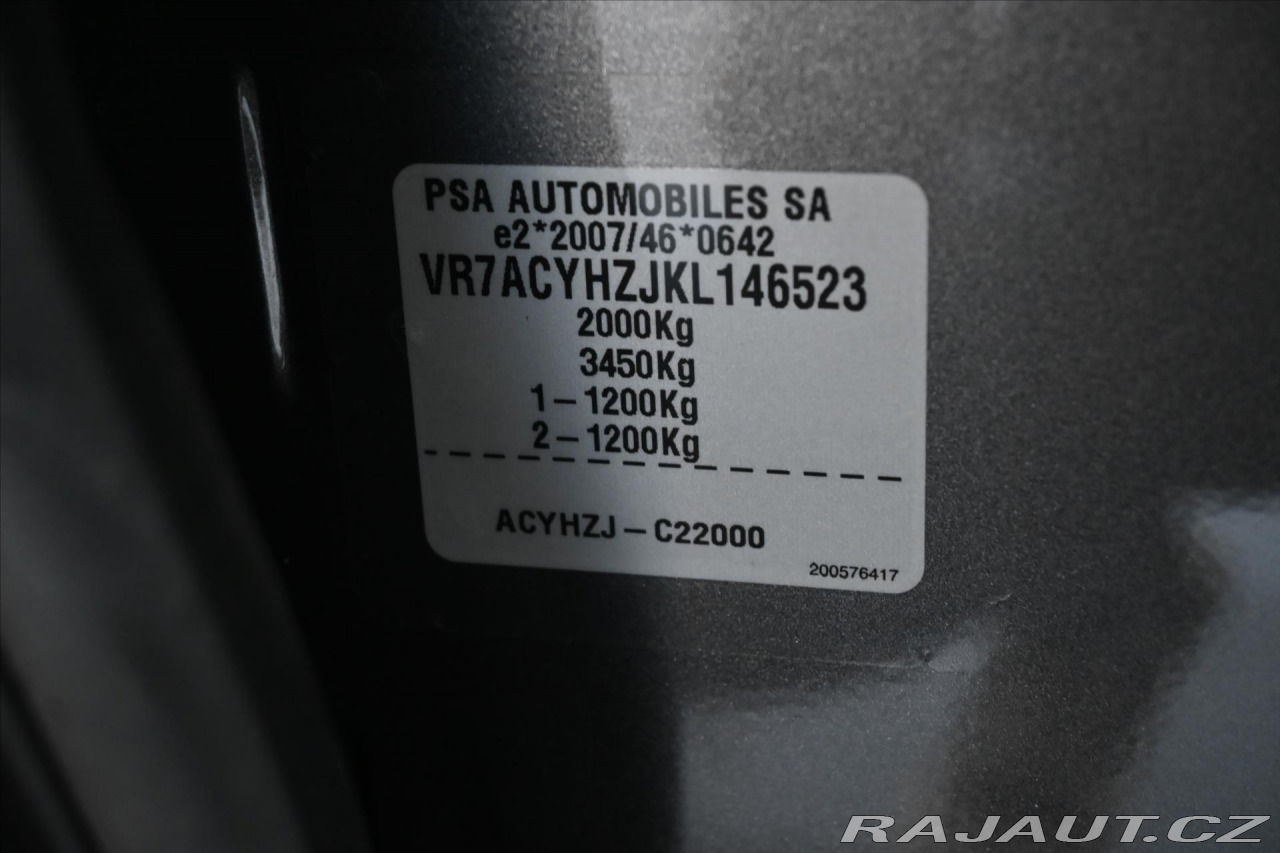 PSA AUTOMOBILES SA
e2*2007/46*0642
VR7ACYHZJKL146523
2000Kg
3450Kg
1-1200Kg
2-1200Kg
ACYHZJ-C22000
200576417
RAJAUT.CZ